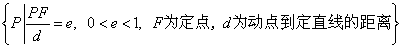 {P | PF/d = e, 0<e<1, F为定点, d为动点到定直线的距离}